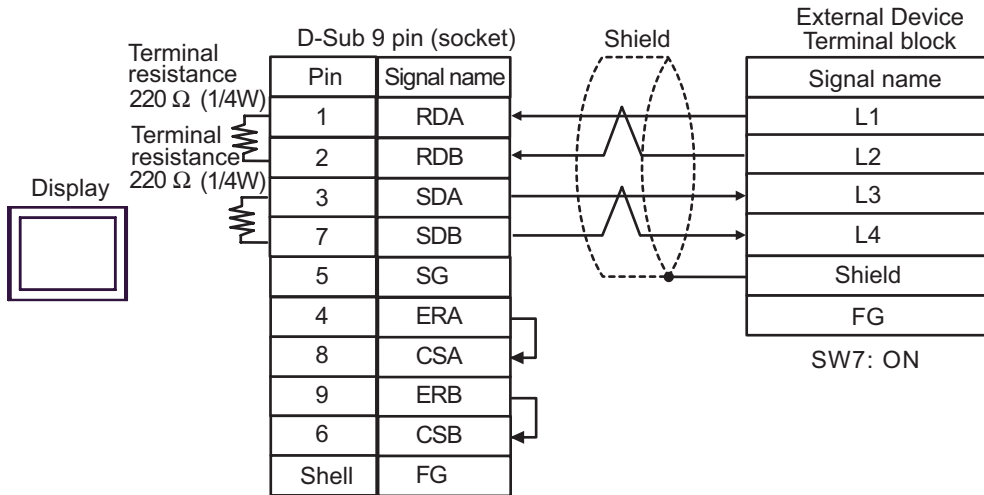 D-Sub 9 pin (socket)
Shield
External Device
Terminal block
Terminal
resistance
220 Ω (1/4W)
Terminal
resistance
220 Ω (1/4W)
Display
Pin Signal name
1 RDA
2 RDB
3 SDA
7 SDB
5 SG
4 ERA
8 CSA
9 ERB
6 CSB
Shell FG
Signal name
L1
L2
L3
L4
Shield
FG
SW7: ON